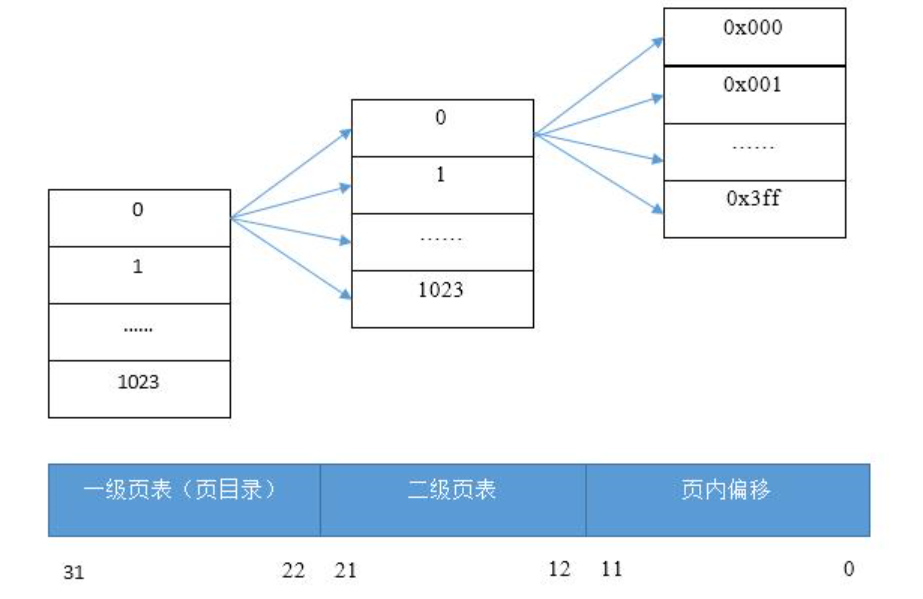 0
1
......
1023
0
1
......
1023
0x000
0x001
......
0x3ff
一级页表（页目录） 二级页表 页内偏移
31 22 21 12 11 0